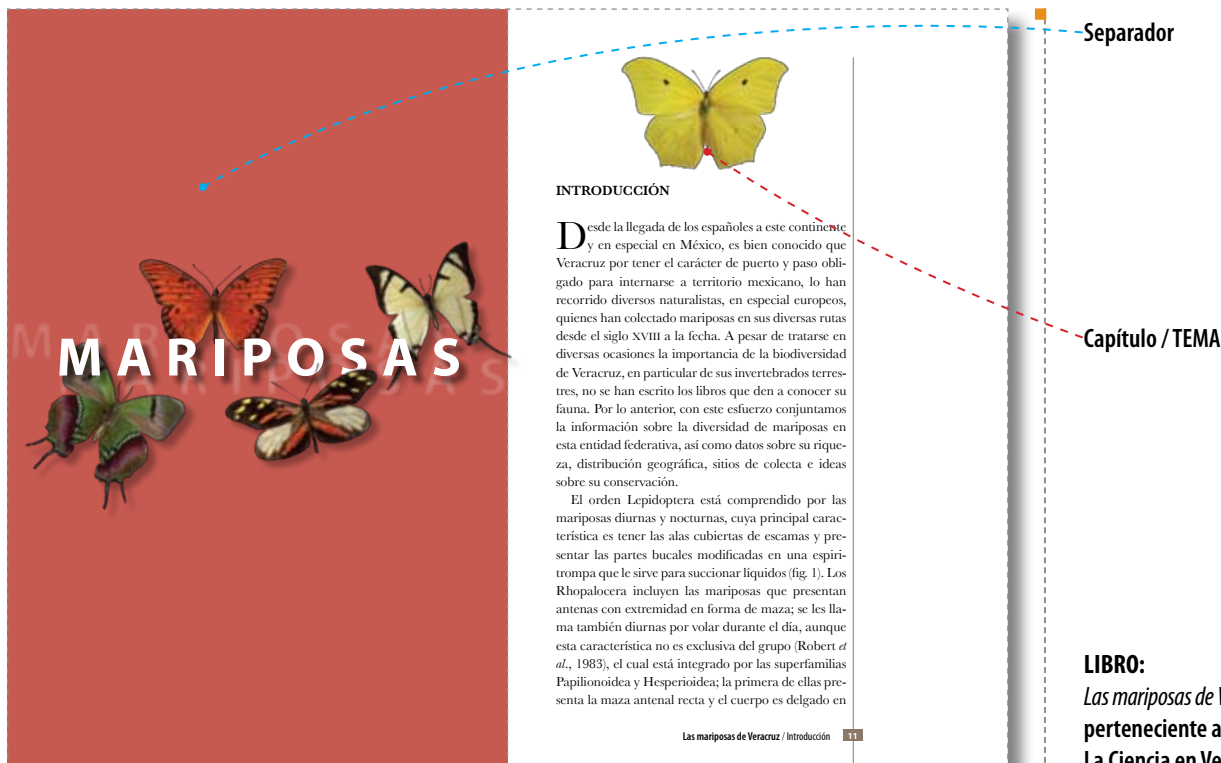 MARIPOSAS
MARIPOSAS
MARIPOSAS
INTRODUCCIÓN
Desde la llegada de los españoles a este continente
y en especial en México, es bien conocido que
Veracruz por tener el carácter de puerto y paso obli-
gado para internarse a territorio mexicano, lo han
recorrido diversos naturalistas, en especial europeos,
quienes han colectado mariposas en sus diversas rutas
desde el siglo XVIII a la fecha. A pesar de tratarse en
diversas ocasiones la importancia de la biodiversidad
de Veracruz, en particular de sus invertebrados terres-
tres, no se han escrito los libros que den a conocer su
fauna. Por lo anterior, con este esfuerzo conjuntamos
la información sobre la diversidad de mariposas en
esta entidad federativa, así como datos sobre su rique-
za, distribución geográfica, sitios de colecta e ideas
sobre su conservación.
El orden Lepidoptera está comprendido por las
mariposas diurnas y nocturnas, cuya principal carac-
terística es tener las alas cubiertas de escamas y pre-
sentar las partes bucales modificadas en una espiri-
trompa que le sirve para succionar líquidos (fig. 1). Los
Rhopalocera incluyen las mariposas que presentan
antenas con extremidad en forma de maza; se les lla-
ma también diurnas por volar durante el día, aunque
esta característica no es exclusiva del grupo (Robert et
al., 1983), el cual está integrado por las superfamilias
Papilionoidea y Hesperioidea; la primera de ellas pre-
senta la maza antenal recta y el cuerpo es delgado en
Las mariposas de Veracruz / Introducción 11
Separador
Capítulo / TEMA
LIBRO:
Las mariposas de V
perteneciente a
La Ciencia en Ve